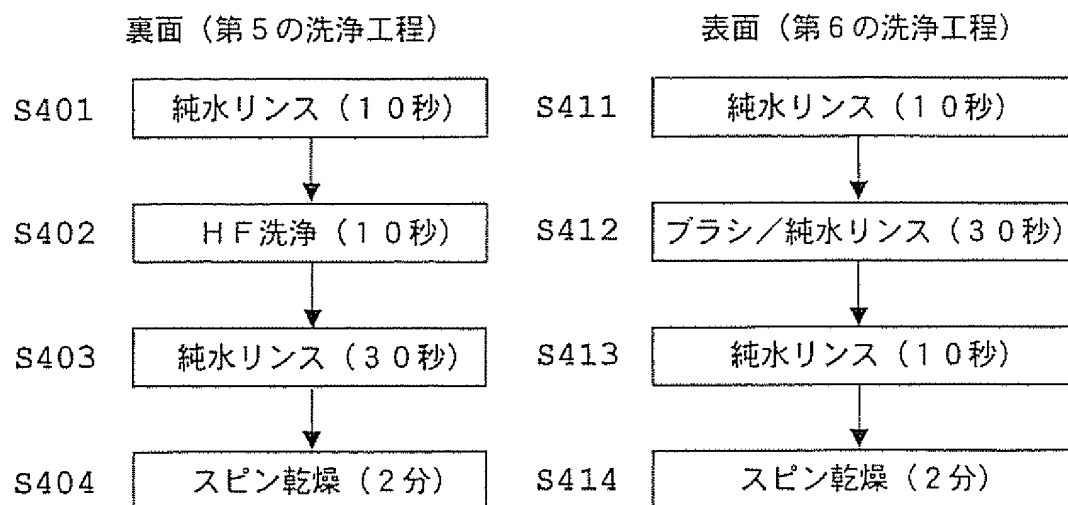 裏面（第５の洗浄工程）
S401 純水リンス（１０秒）
S402 ＨＦ洗浄（１０秒）
S403 純水リンス（３０秒）
S404 スピン乾燥（２分）
表面（第６の洗浄工程）
S411 純水リンス（１０秒）
S412 ブラシ／純水リンス（３０秒）
S413 純水リンス（１０秒）
S414 スピン乾燥（２分）